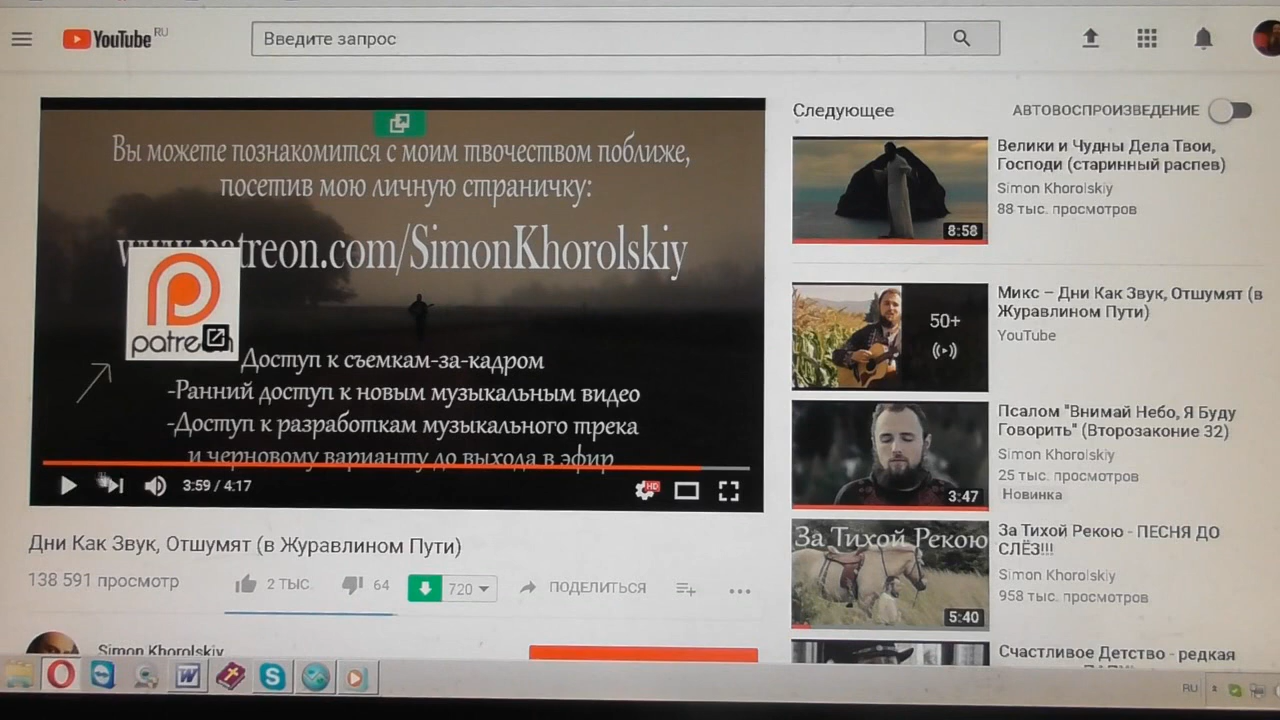 YouTube RU
Введите запрос
Вы можете познакомится с моим твочеством поближе,
посетив мою личную страничку:
www.patreon.com/SimonKhorolskiy
patre
Доступ к съемкам-за-кадром
-Ранний доступ к новым музыкальным видео
-Доступ к разработкам музыкального трека
и черновому варианту до выхода в эфир
3:59 / 4:17
HD
Дни Как Звук, Отшумят (в Журавлином Пути)
138 591 просмотр
2 ТЫС.
64
720
ПОДЕЛИТЬСЯ
Simon Khorolskiy
Следующее
АВТОВОСПРОИЗВЕДЕНИЕ
8:58
Велики и Чудны Дела Твои,
Господи (старинный распев)
Simon Khorolskiy
88 тыс. просмотров
50+
Микс – Дни Как Звук, Отшумят (в
Журавлином Пути)
YouTube
3:47
Псалом "Внимай Небо, Я Буду
Говорить" (Второзаконие 32)
Simon Khorolskiy
25 тыс. просмотров
Новинка
За Тихой Рекою
5:40
За Тихой Рекою - ПЕСНЯ ДО
СЛЁЗ!!!
Simon Khorolskiy
958 тыс. просмотров
Счастливое Детство - редкая
RU